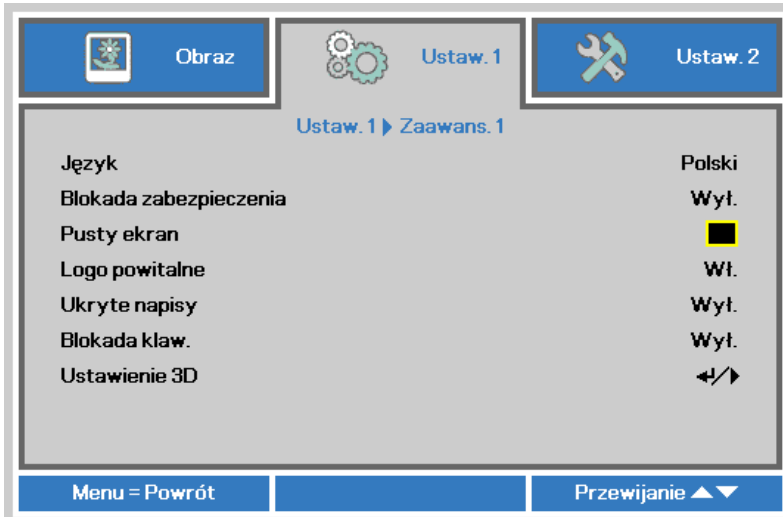 Obraz Ustaw. 1 Ustaw. 2
Ustaw. 1 Zaawans. 1
Język Polski
Blokada zabezpieczenia Wył.
Pusty ekran
Logo powitalne Wł.
Ukryte napisy Wył.
Blokada klaw. Wył.
Ustawienie 3D ↵/▶
Menu = Powrót Przewijanie ▲▼